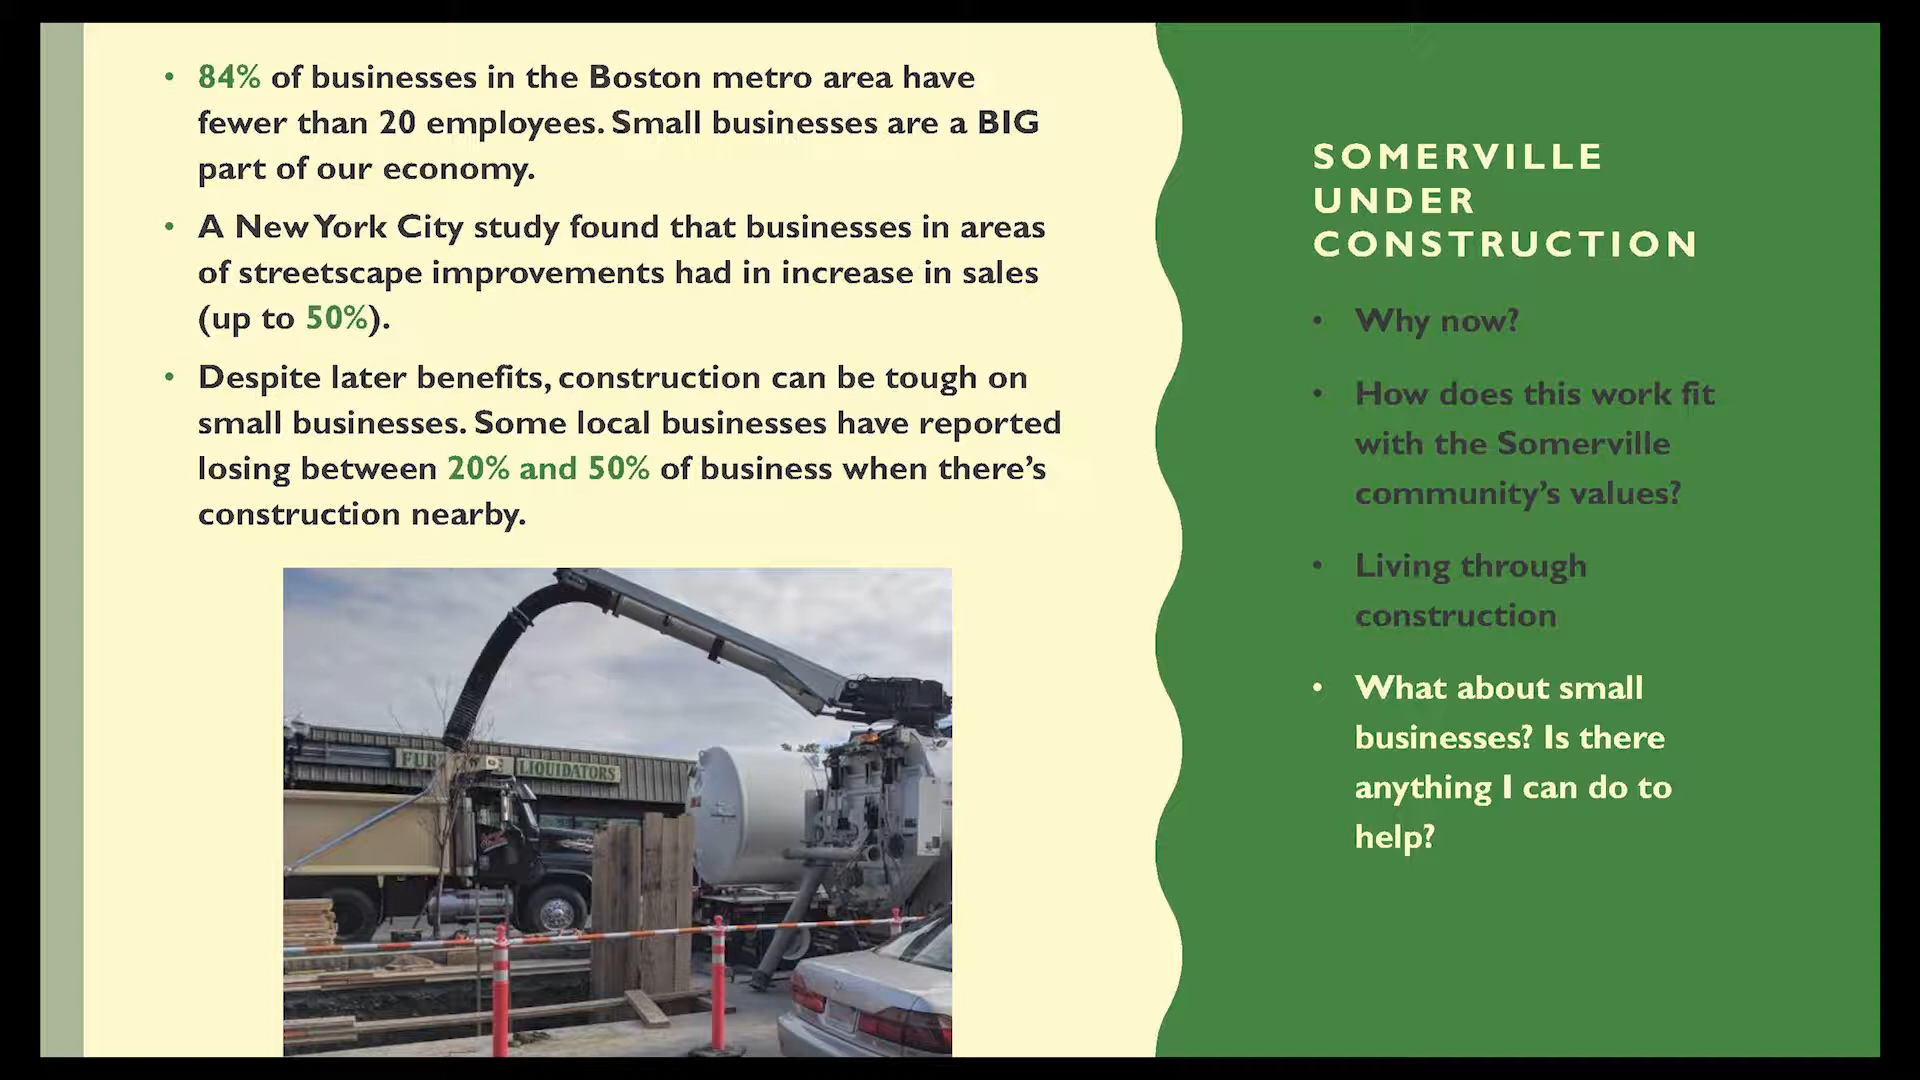 • 84% of businesses in the Boston metro area have
fewer than 20 employees. Small businesses are a BIG
part of our economy.
• A New York City study found that businesses in areas
of streetscape improvements had in increase in sales
(up to 50%).
• Despite later benefits, construction can be tough on
small businesses. Some local businesses have reported
losing between 20% and 50% of business when there's
construction nearby.
LIQUIDATORS
SOMERVILLE
UNDER
CONSTRUCTION
• Why now?
• How does this work fit
with the Somerville
community's values?
• Living through
construction
• What about small
businesses? Is there
anything I can do to
help?